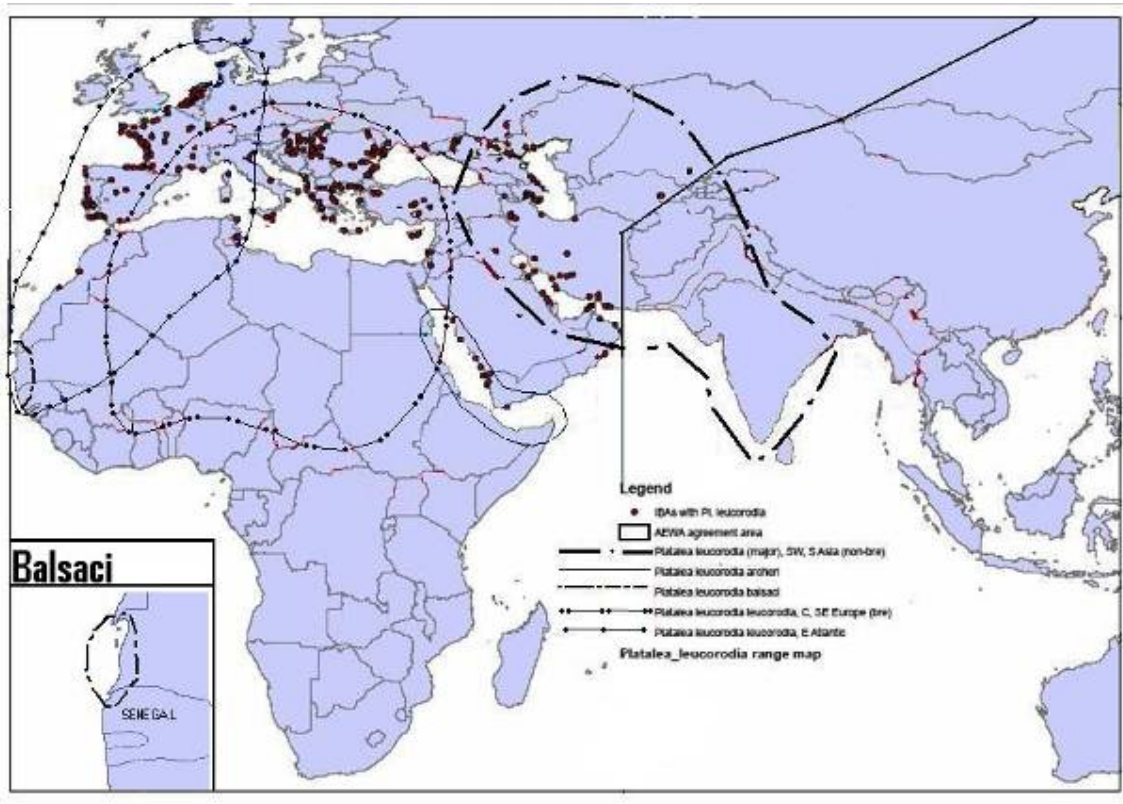 Legend
IBAs with Pl. leucorodia
AEWA agreement area
Platalea leucorodia (major), SW, S Asia (non-bre)
Platalea leucorodia archeri
Platalea leucorodia balsaci
Platalea leucorodia leucorodia, C, SE Europe (bre)
Platalea leucorodia leucorodia, E Atlantic
Platalea_leucorodia range map
Balsaci
SENEGAL